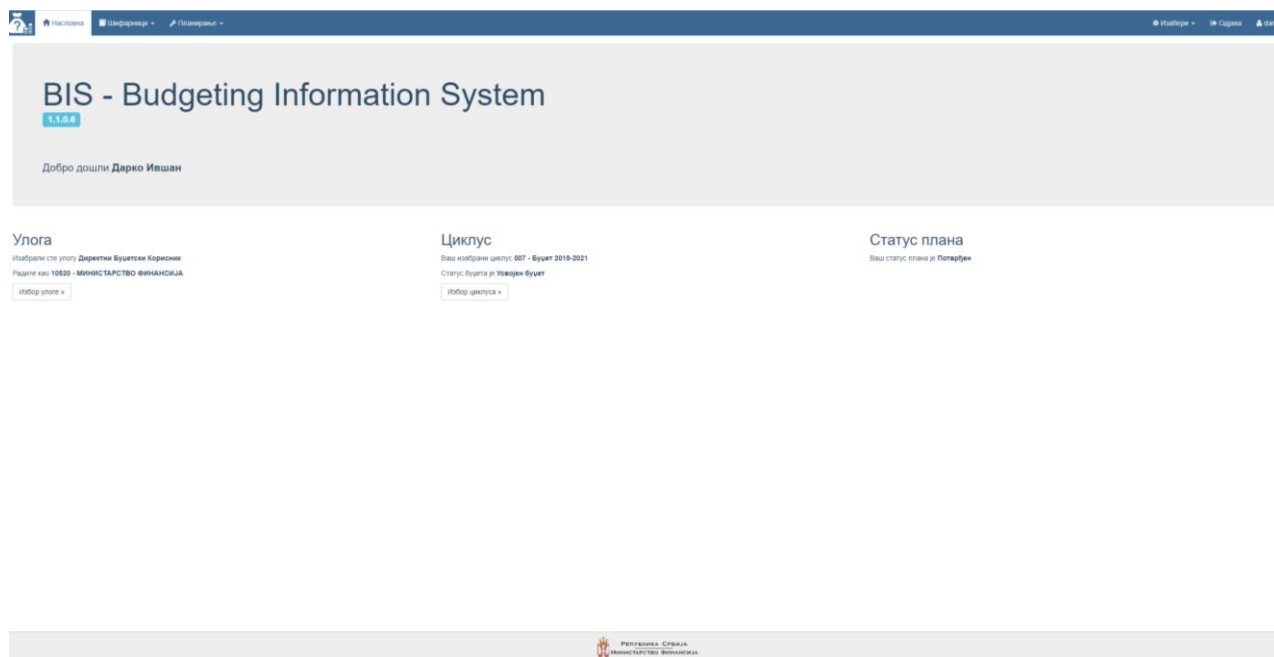 Насловна Шифарници Планирање Изабери Одјава dar
BIS - Budgeting Information System
1.1.0.6
Добро дошли Дарко Ившан
Улога
Изабрали сте улогу Директни Буџетски Корисник
Радите као 10520 - МИНИСТАРСТВО ФИНАНСИЈА
Избор улоге »
Циклус
Ваш изабрани циклус 007 - Буџет 2019-2021
Статус буџета је Усвојен буџет
Избор циклуса »
Статус плана
Ваш статус плана је Потврђен
РЕПУБЛИКА СРБИЈА
МИНИСТАРСТВО ФИНАНСИЈА